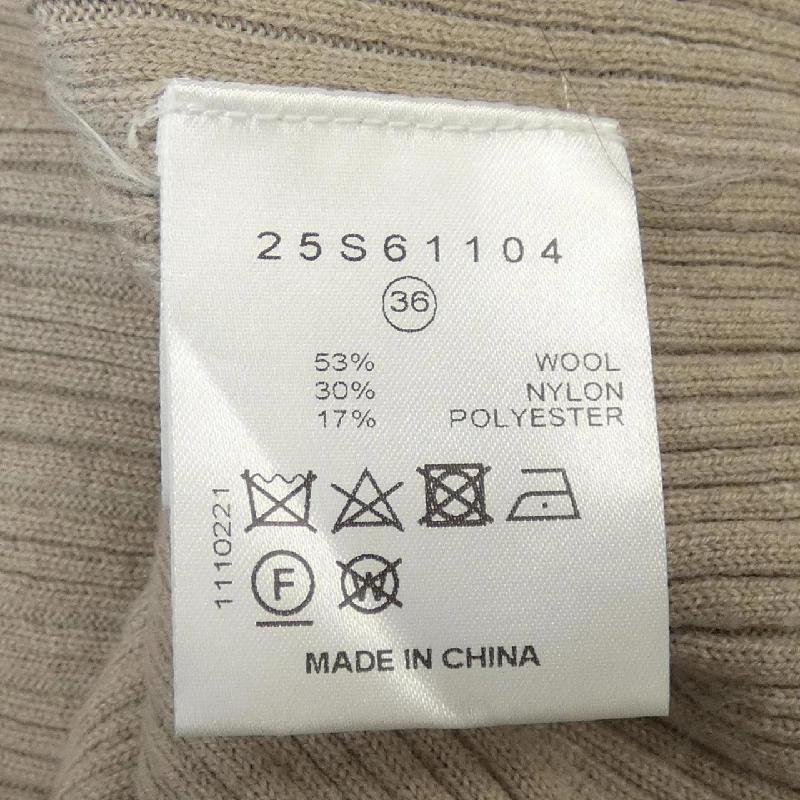 25S61104
36
53% WOOL
30% NYLON
17% POLYESTER
1110221
F W
MADE IN CHINA